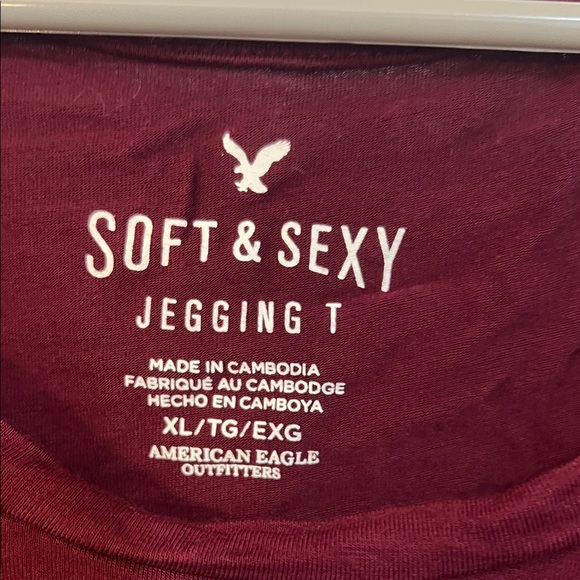 SOFT & SEXY
JEGGING T
MADE IN CAMBODIA
FABRIQUÉ AU CAMBODGE
HECHO EN CAMBOYA
XL/TG/EXG
AMERICAN EAGLE
OUTFITTERS